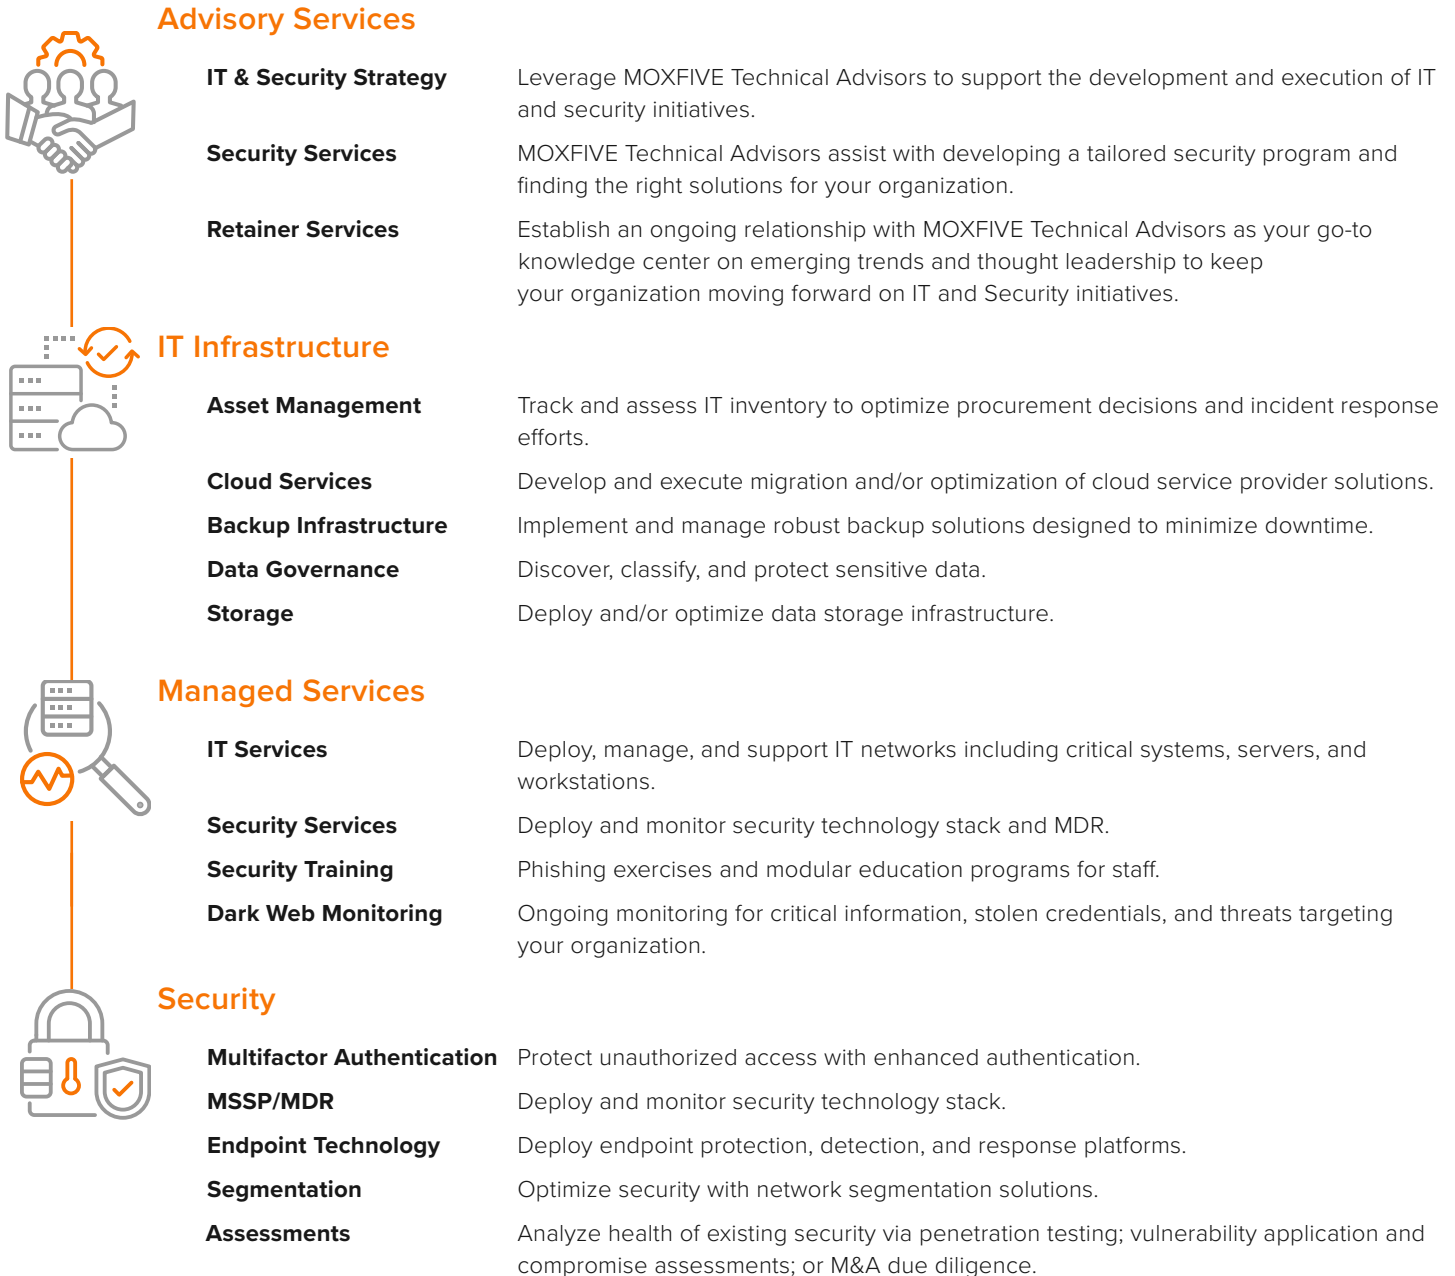 Advisory Services
IT & Security Strategy Leverage MOXFIVE Technical Advisors to support the development and execution of IT
and security initiatives.
Security Services MOXFIVE Technical Advisors assist with developing a tailored security program and
finding the right solutions for your organization.
Retainer Services Establish an ongoing relationship with MOXFIVE Technical Advisors as your go-to
knowledge center on emerging trends and thought leadership to keep
your organization moving forward on IT and Security initiatives.
IT Infrastructure
Asset Management Track and assess IT inventory to optimize procurement decisions and incident response
efforts.
Cloud Services Develop and execute migration and/or optimization of cloud service provider solutions.
Backup Infrastructure Implement and manage robust backup solutions designed to minimize downtime.
Data Governance Discover, classify, and protect sensitive data.
Storage Deploy and/or optimize data storage infrastructure.
Managed Services
IT Services Deploy, manage, and support IT networks including critical systems, servers, and
workstations.
Security Services Deploy and monitor security technology stack and MDR.
Security Training Phishing exercises and modular education programs for staff.
Dark Web Monitoring Ongoing monitoring for critical information, stolen credentials, and threats targeting
your organization.
Security
Multifactor Authentication Protect unauthorized access with enhanced authentication.
MSSP/MDR Deploy and monitor security technology stack.
Endpoint Technology Deploy endpoint protection, detection, and response platforms.
Segmentation Optimize security with network segmentation solutions.
Assessments Analyze health of existing security via penetration testing; vulnerability application and
compromise assessments; or M&A due diligence.